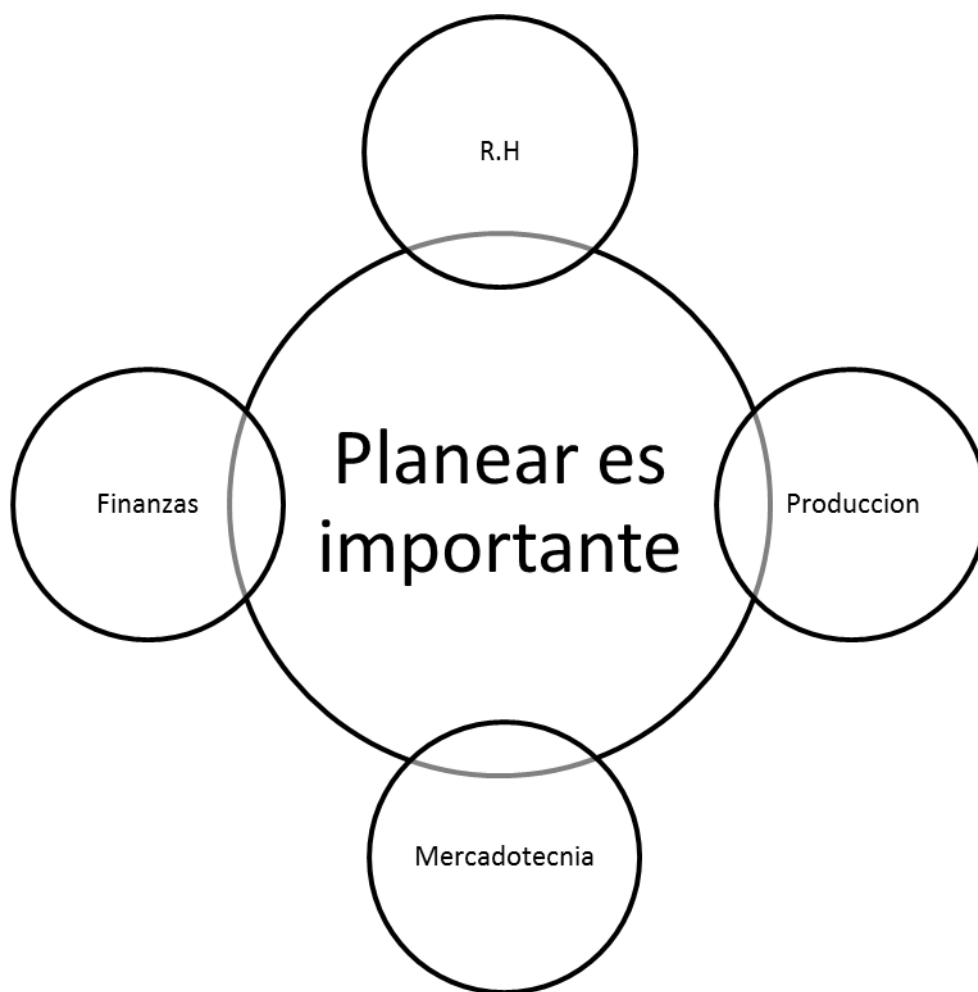 R.H
Finanzas
Planear es
importante
Produccion
Mercadotecnia